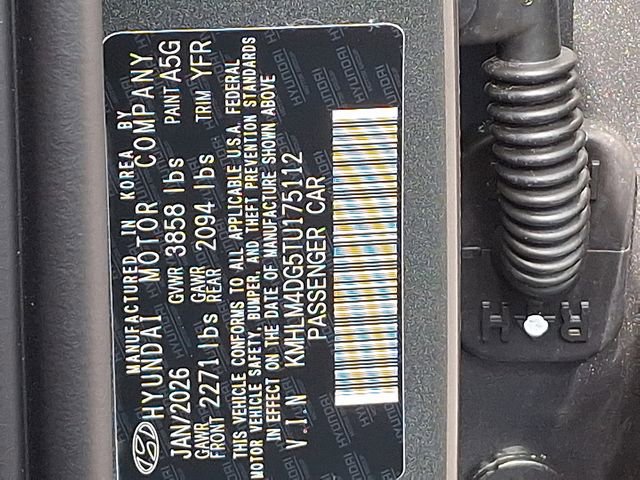 MANUFACTURED IN KOREA BY
HYUNDAI MOTOR COMPANY
JAN/2026 GVWR 3858 lbs PAINT A5G
GAWR FRONT 2271 lbs GAWR REAR 2094 lbs TRIM YFR
THIS VEHICLE CONFORMS TO ALL APPLICABLE U.S.A. FEDERAL
MOTOR VEHICLE SAFETY, BUMPER, AND THEFT PREVENTION STANDARDS
IN EFFECT ON THE DATE OF MANUFACTURE SHOWN ABOVE
V.I.N KMHLM4DG5TU175112
PASSENGER CAR
HYUNDAI
R H